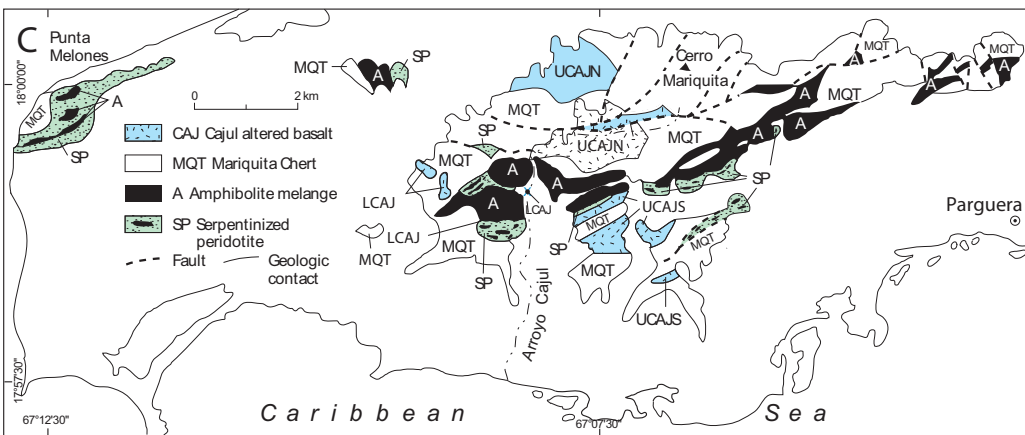 C
Punta
Melones
18°00'00"
MQT
A
SP
0
2 km
CAJ Cajul altered basalt
MQT Mariquita Chert
A Amphibolite melange
SP Serpentinized
peridotite
Fault
Geologic
contact
MQT
A
SP
UCAJN
Cerro
Mariquita
MQT
A
MQT
A
MQT
A
MQT
SP
UCAJN
MQT
A
A
MQT
LCAJ
A
A
LCAJ
A
A
UCAJS
SP
Parguera
LCAJ
MQT
MQT
SP
SP
MQT
MQT
MQT
UCAJS
Arroyo Cajul
17°57'30"
67°12'30"
67°07'30"
Caribbean Sea